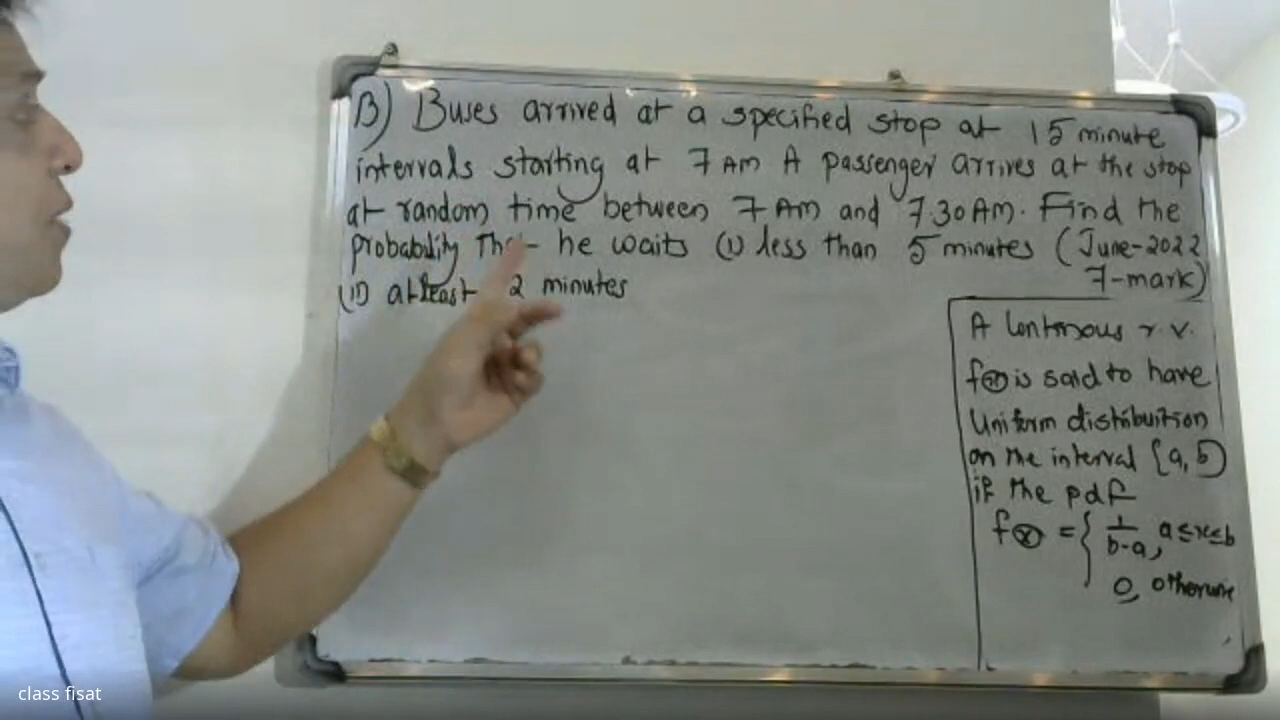 B) Buses arrived at a specified stop at 15 minute
intervals starting at 7 AM A passenger arrives at the stop
at random time between 7 AM and 7.30 AM. Find the
probability he waits (i) less than 5 minutes (June-2022
7-mark)
(ii) atleast 2 minutes
A r.v.
f(x) is said to have
Uniform distribuition
on the interval [a, b]
if the pdf
f(x) = { 1/b-a, a≤x≤b
0, otherwise
class fisat